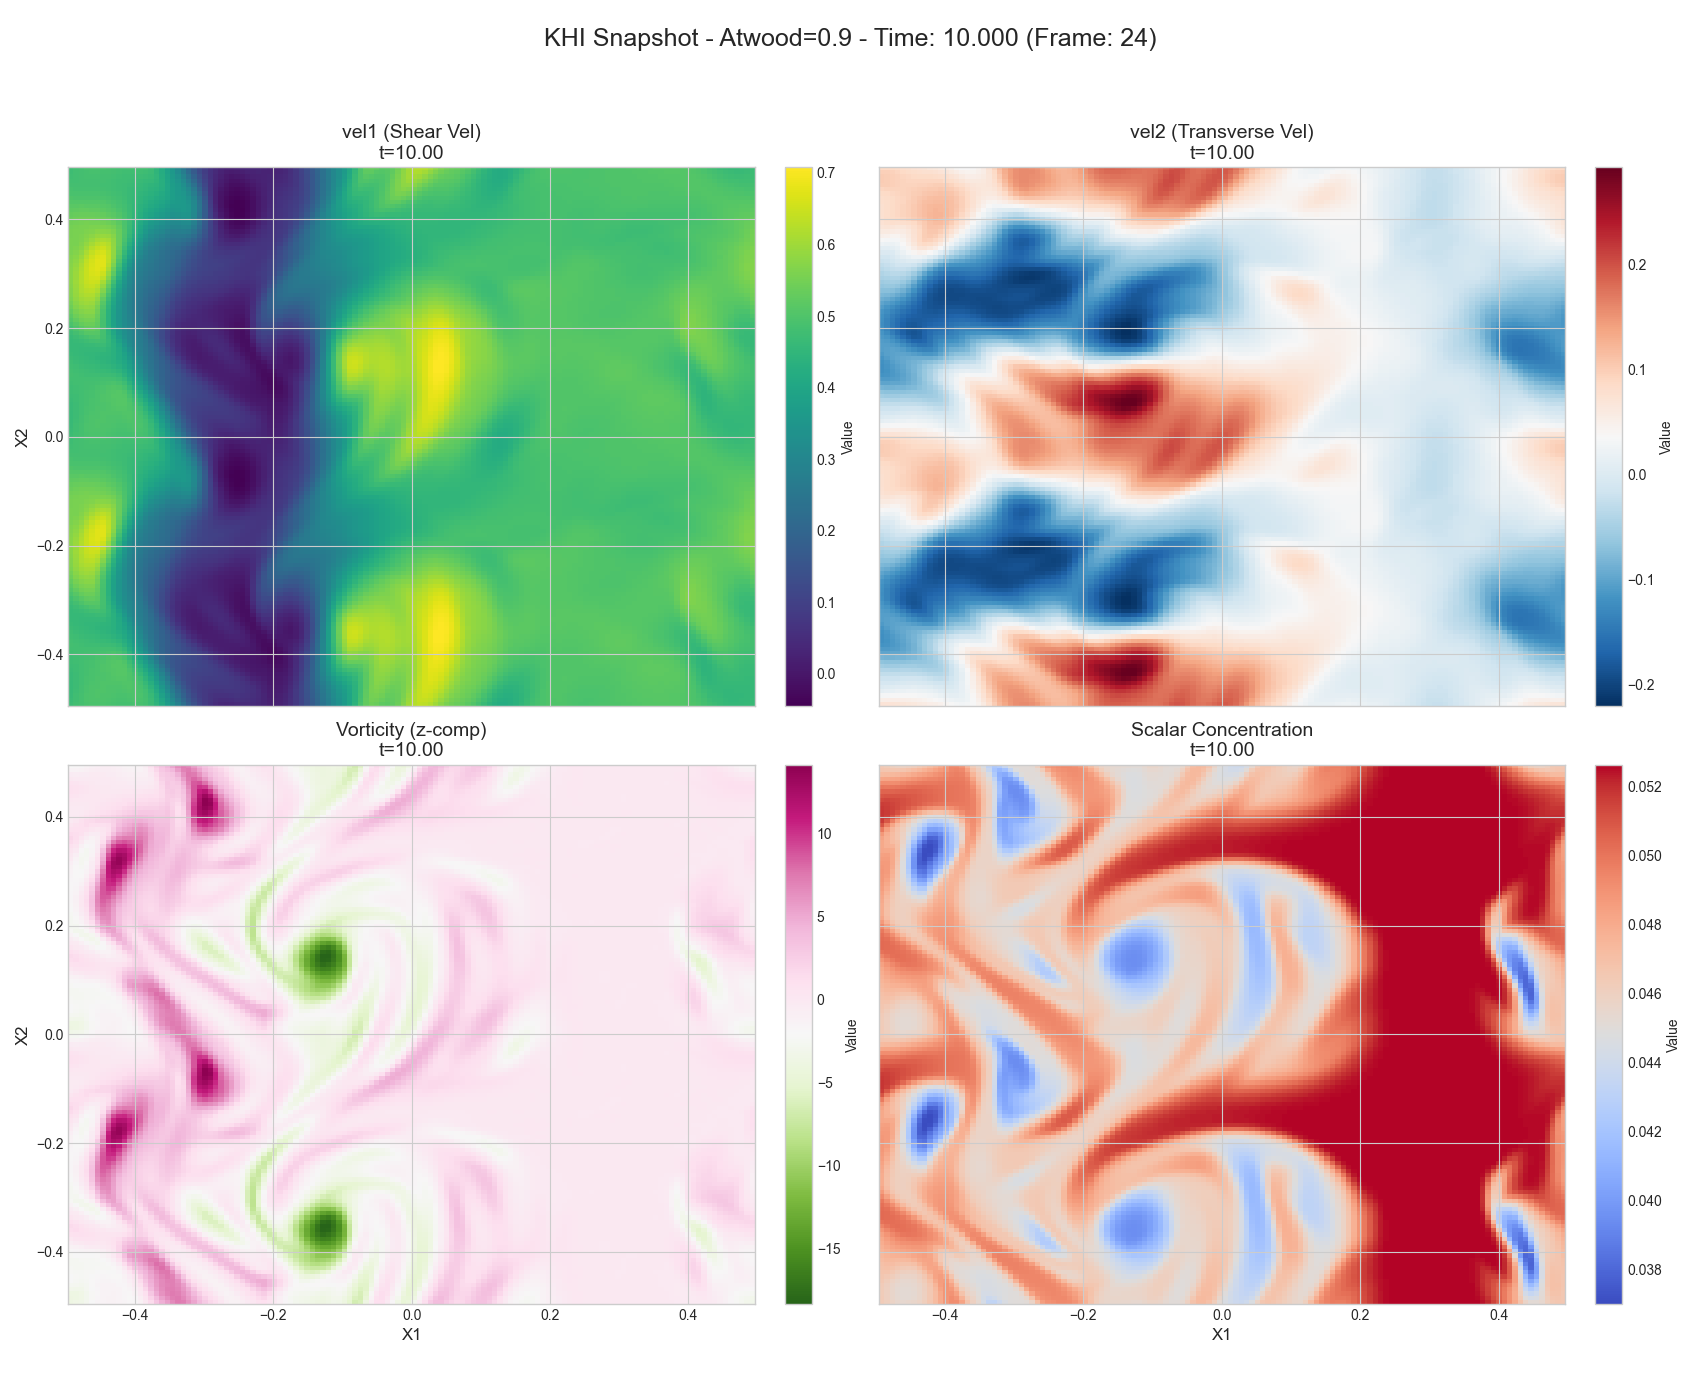 KHI Snapshot - Atwood=0.9 - Time: 10.000 (Frame: 24)
vel1 (Shear Vel)
t=10.00
X2
0.4
0.2
0.0
−0.2
−0.4
0.7
0.6
0.5
0.4
0.3
0.2
0.1
0.0
Value
vel2 (Transverse Vel)
t=10.00
0.2
0.1
0.0
−0.1
−0.2
Value
Vorticity (z-comp)
t=10.00
X2
0.4
0.2
0.0
−0.2
−0.4
−0.4 −0.2 0.0 0.2 0.4
X1
10
5
0
−5
−10
−15
Value
Scalar Concentration
t=10.00
−0.4 −0.2 0.0 0.2 0.4
X1
0.052
0.050
0.048
0.046
0.044
0.042
0.040
0.038
Value